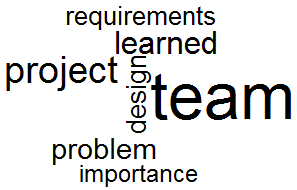 requirements
learned
project
design
team
problem
importance